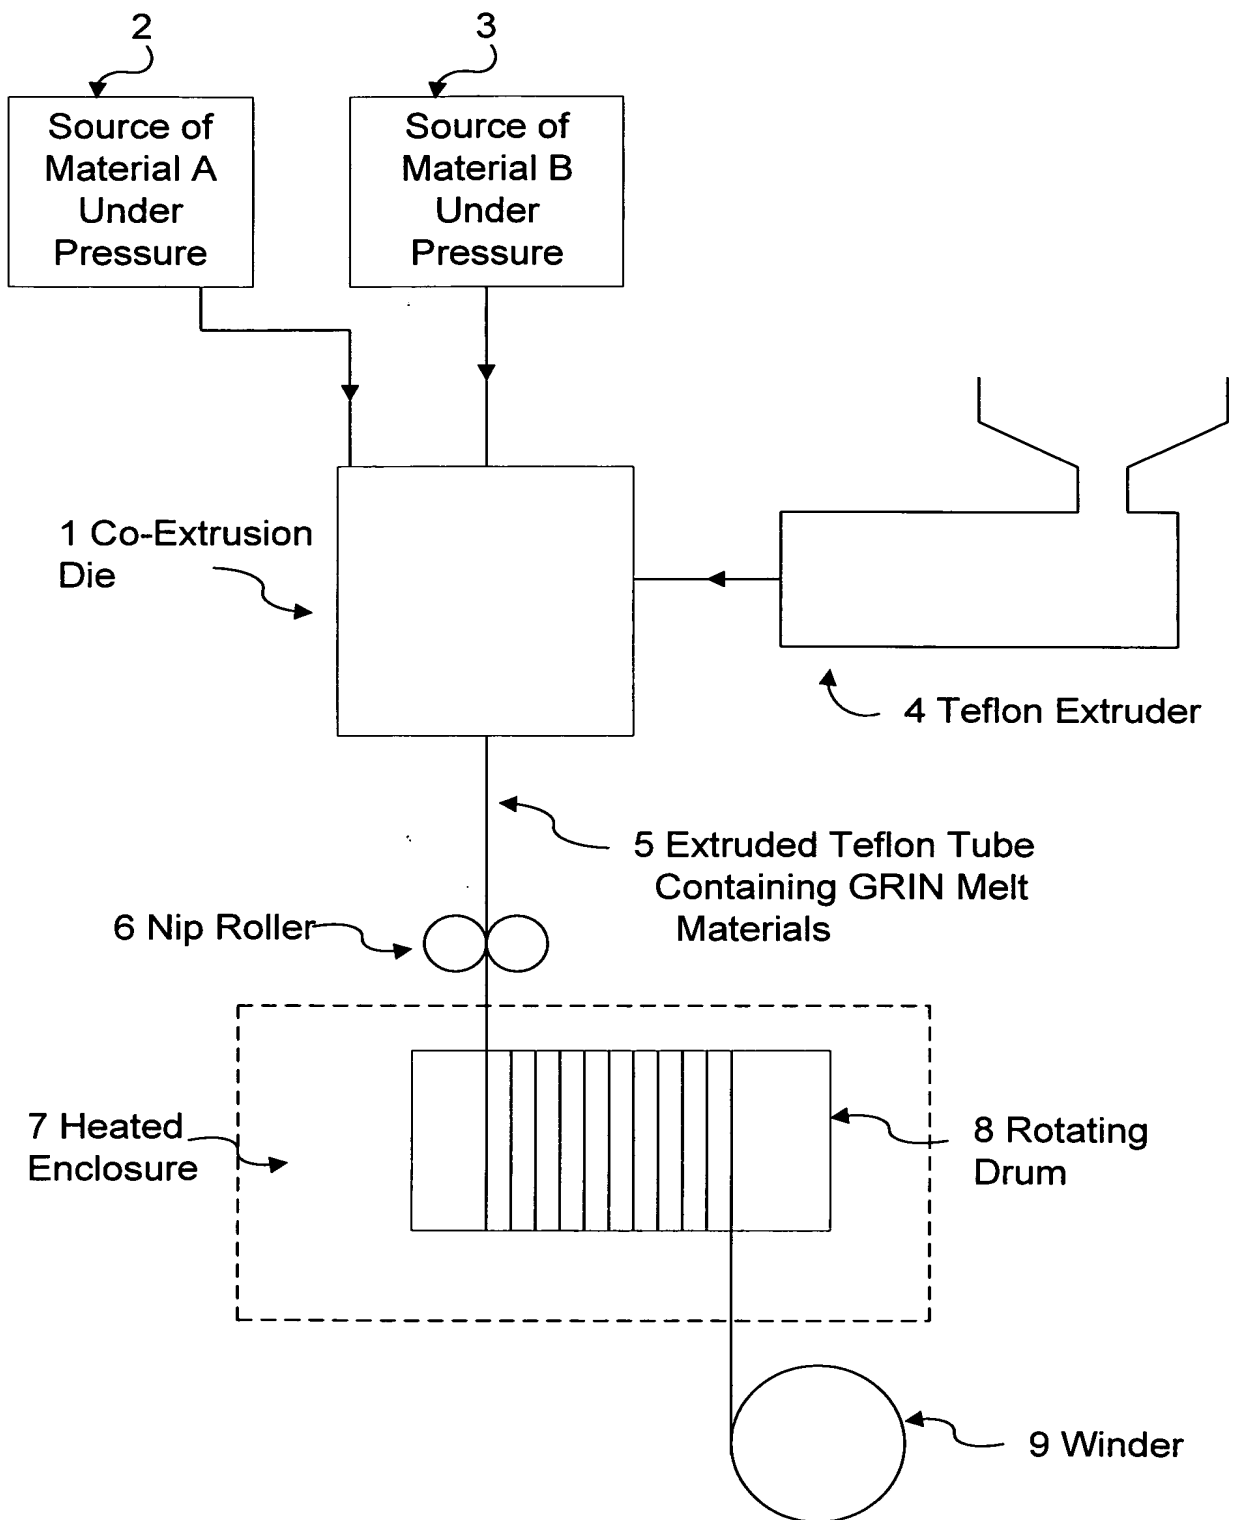 2
3
Source of
Material A
Under
Pressure
Source of
Material B
Under
Pressure
1 Co-Extrusion
Die
4 Teflon Extruder
5 Extruded Teflon Tube
Containing GRIN Melt
Materials
6 Nip Roller
7 Heated
Enclosure
8 Rotating
Drum
9 Winder